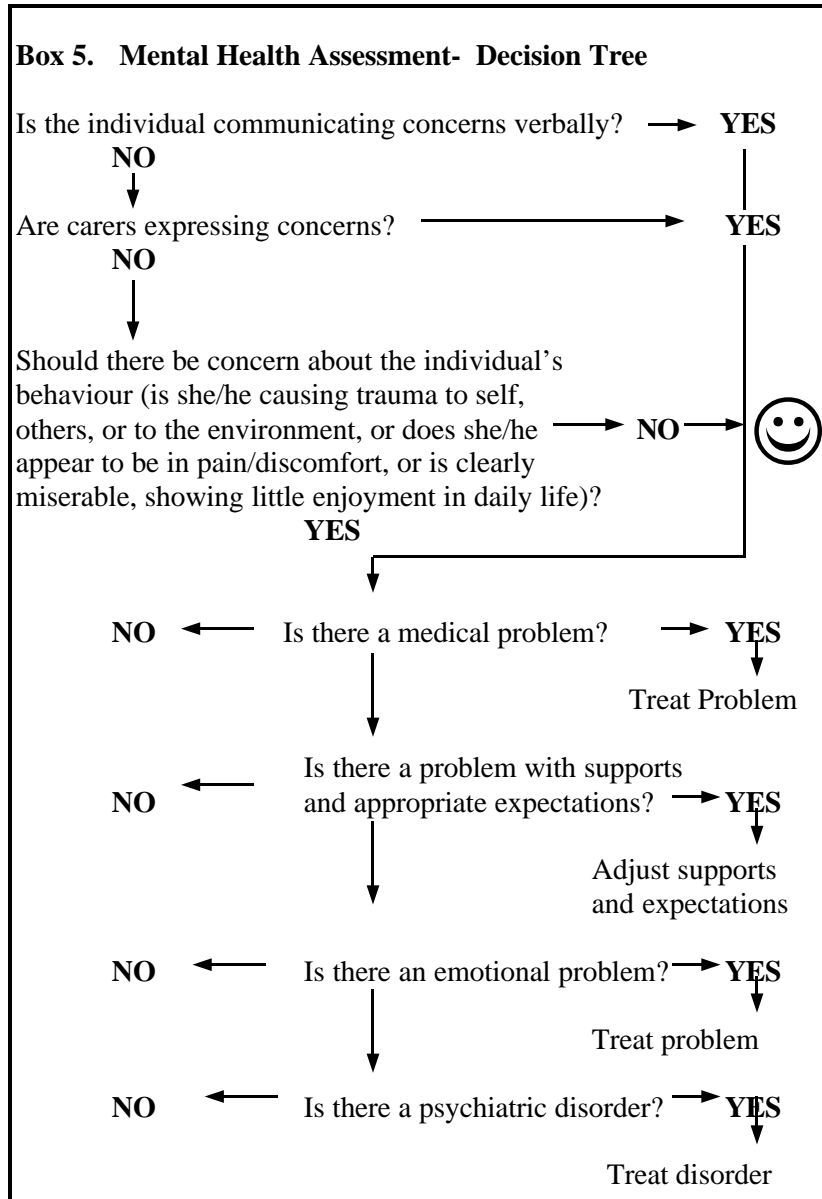 Box 5. Mental Health Assessment- Decision Tree
Is the individual communicating concerns verbally? YES
NO
Are carers expressing concerns? YES
NO
Should there be concern about the individual's
behaviour (is she/he causing trauma to self,
others, or to the environment, or does she/he NO
appear to be in pain/discomfort, or is clearly
miserable, showing little enjoyment in daily life)?
YES
NO Is there a medical problem? YES
Treat Problem
Is there a problem with supports
NO and appropriate expectations? YES
Adjust supports
and expectations
NO Is there an emotional problem? YES
Treat problem
NO Is there a psychiatric disorder? YES
Treat disorder